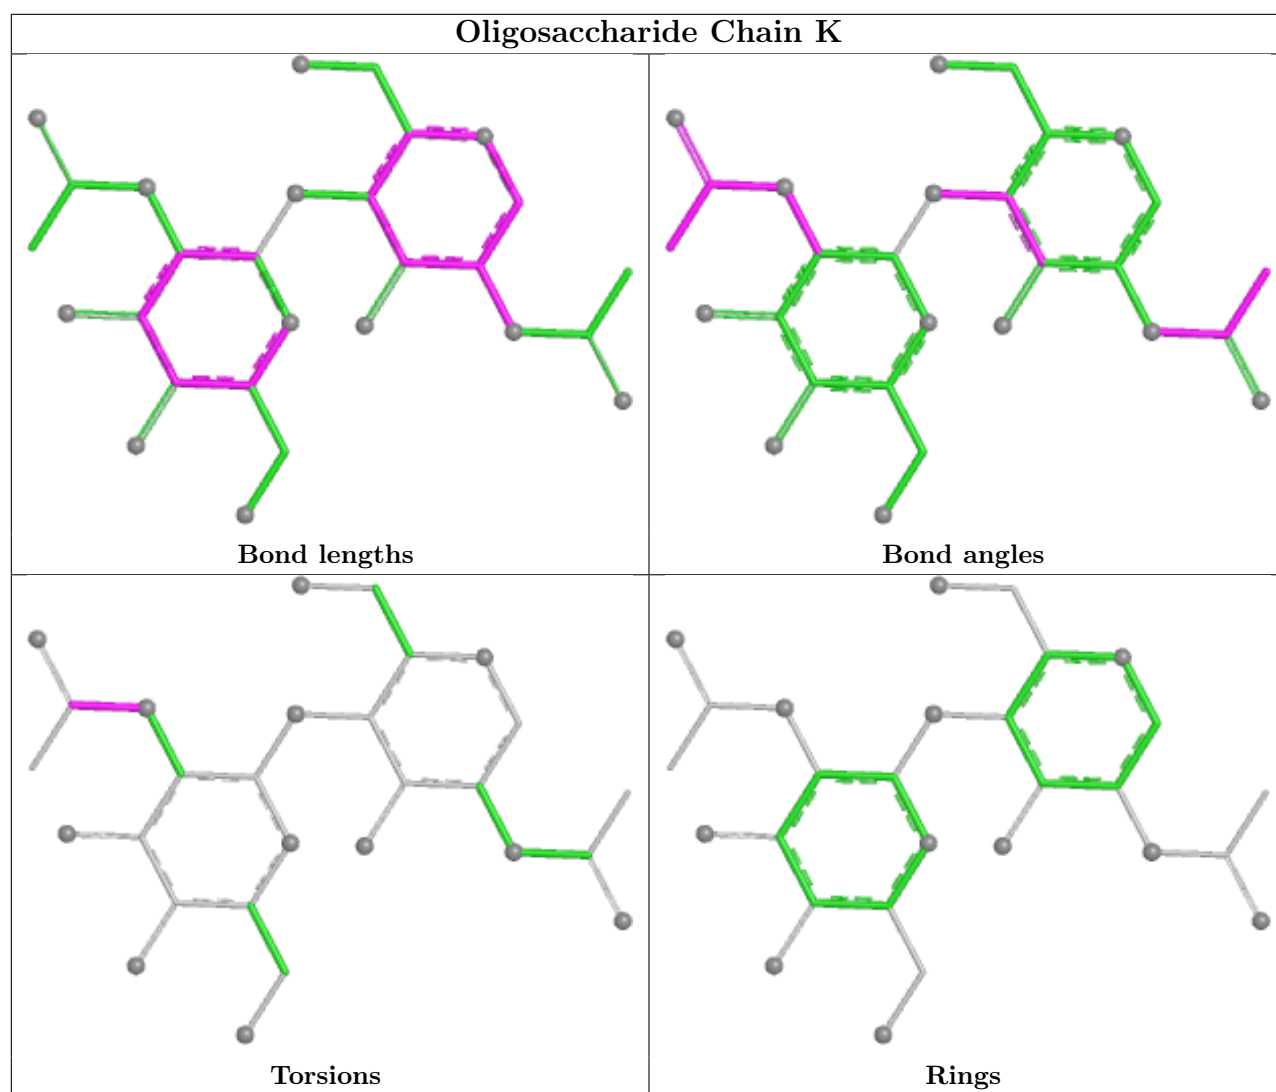 Oligosaccharide Chain K
Bond lengths
Bond angles
Torsions
Rings